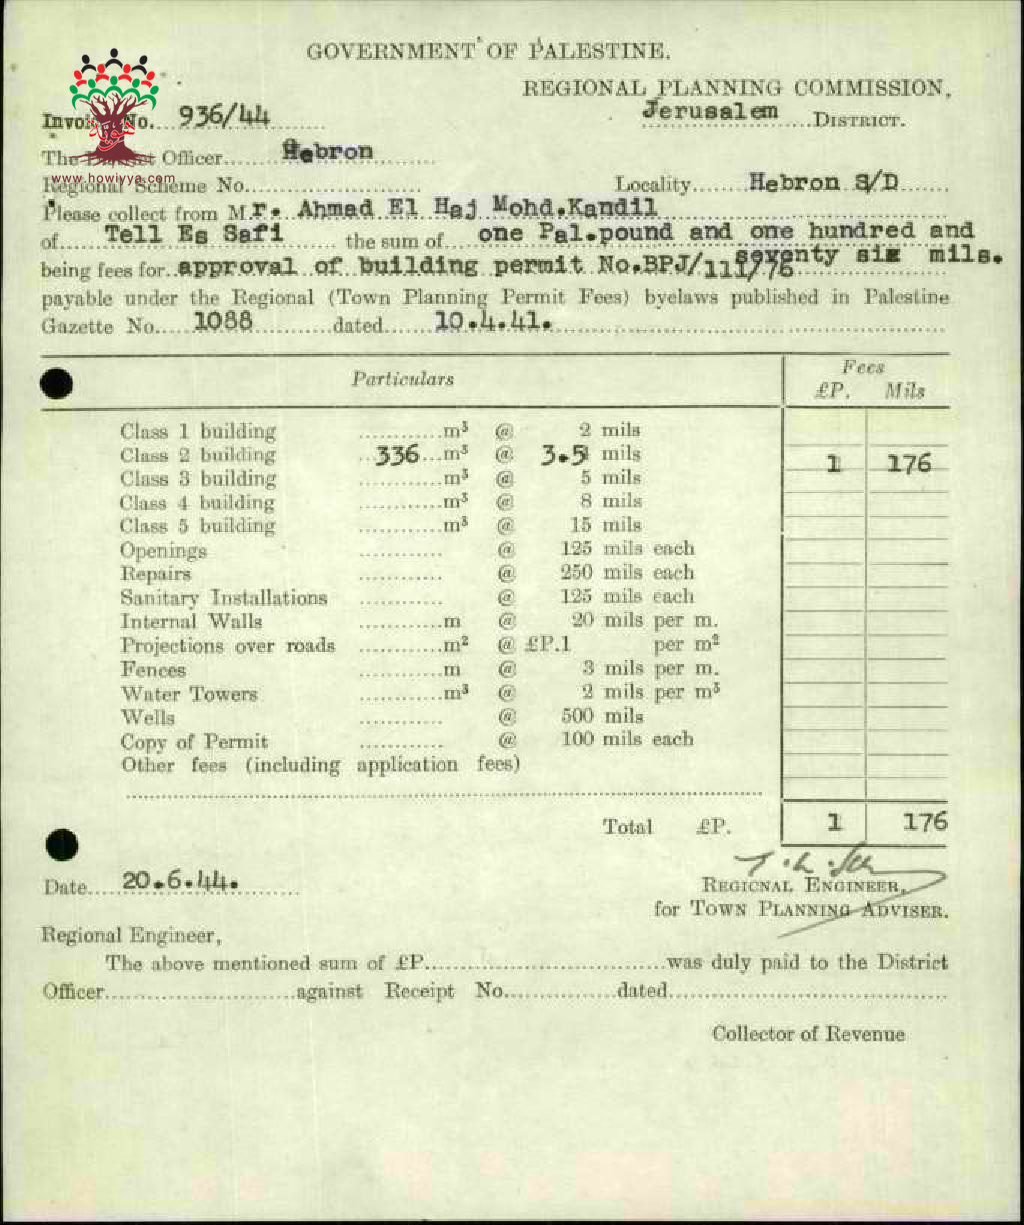 GOVERNMENT OF PALESTINE.
REGIONAL PLANNING COMMISSION,
Jerusalem DISTRICT.
Invoice No. 936/44
The District Officer Hebron
www.howiyya.com
Regional Scheme No. Locality Hebron S/D
Please collect from Mr. Ahmad El Haj Mohd.Kandil
of Tell Es Safi the sum of one Pal.pound and one hundred and
seventy six mils.
being fees for approval of building permit No.BPJ/111/76
payable under the Regional (Town Planning Permit Fees) byelaws published in Palestine
Gazette No. 1088 dated 10.4.41.
Particulars Fees
£P. Mils
Class 1 building m³ @ 2 mils
Class 2 building 336 m³ @ 3.5 mils 1 176
Class 3 building m³ @ 5 mils
Class 4 building m³ @ 8 mils
Class 5 building m³ @ 15 mils
Openings @ 125 mils each
Repairs @ 250 mils each
Sanitary Installations @ 125 mils each
Internal Walls m @ 20 mils per m.
Projections over roads m² @ £P.1 per m²
Fences m @ 3 mils per m.
Water Towers m³ @ 2 mils per m³
Wells @ 500 mils
Copy of Permit @ 100 mils each
Other fees (including application fees)
Total £P. 1 176
Date 20.6.44.
REGIONAL ENGINEER,
for TOWN PLANNING ADVISER.
Regional Engineer,
The above mentioned sum of £P. was duly paid to the District
Officer against Receipt No. dated
Collector of Revenue